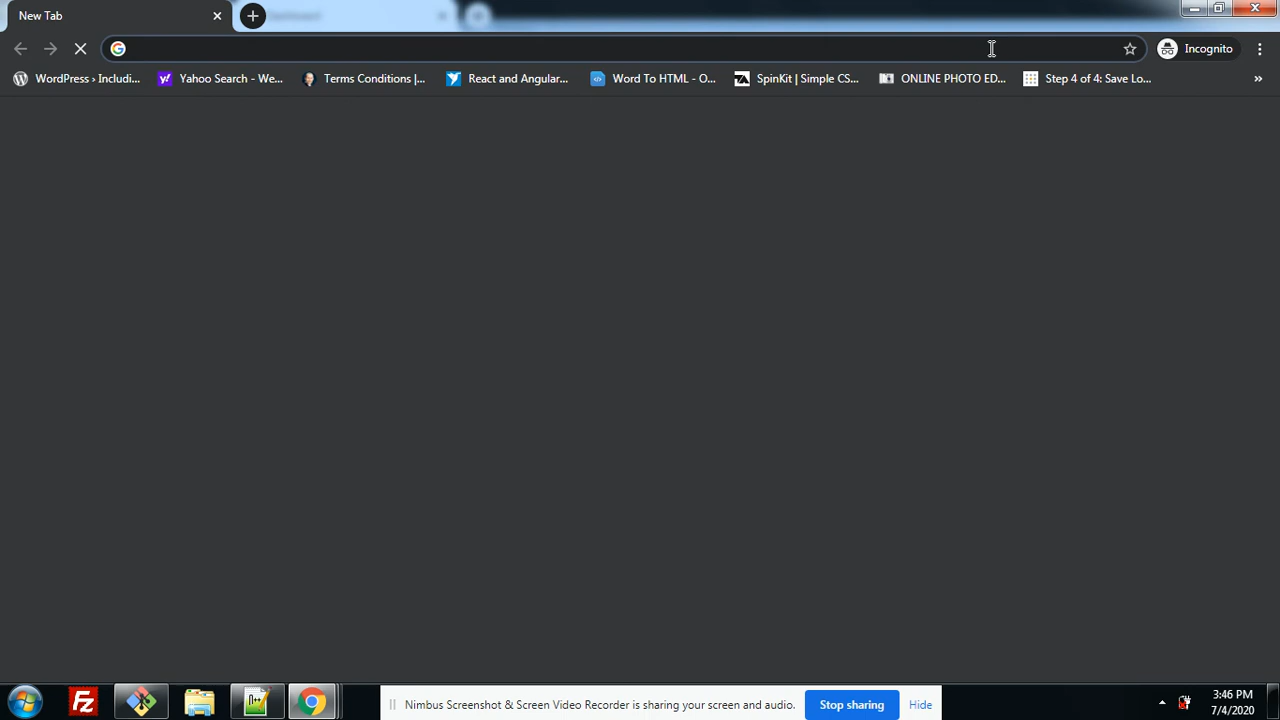 New Tab
Dashboard
Incognito
WordPress › Includi...
Yahoo Search - We...
Terms Conditions |...
React and Angular...
Word To HTML - O...
SpinKit | Simple CS...
ONLINE PHOTO ED...
Step 4 of 4: Save Lo...
»
Nimbus Screenshot & Screen Video Recorder is sharing your screen and audio.
Stop sharing
Hide
3:46 PM
7/4/2020